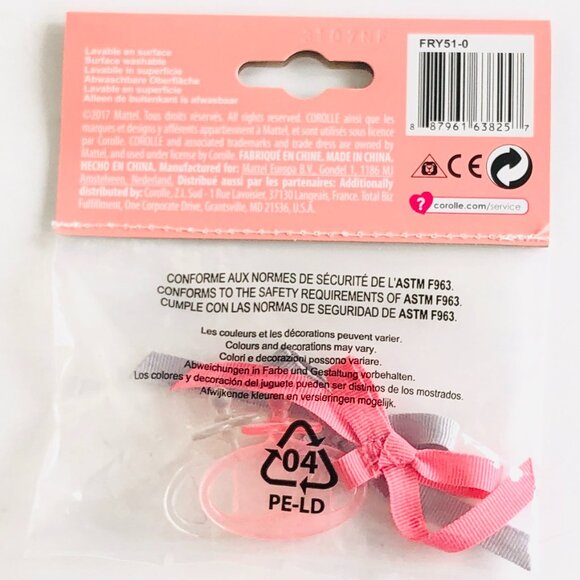 FRY51-0
Lavable en surface
Surface washable
Lavabile in superficie
Abwaschbare Oberfläche
Lavable en superficie
Alleen de buitenkant is afwasbaar
©2017 Mattel. Tous droits réservés. All rights reserved. COROLLE ainsi que les
marques et designs y afférents appartiennent à Mattel, et sont utilisés sous licence
par Corolle. COROLLE and associated trademarks and trade dress are owned by
Mattel, and used under license by Corolle. FABRIQUÉ EN CHINE. MADE IN CHINA.
HECHO EN CHINA. Manufactured for: Mattel Europa B.V., Gondel 1, 1186 MJ
Amstelveen, Nederland. Distribué aussi par les partenaires: Additionally
distributed by: Corolle, Z.I. Sud - 1 Rue Lavoisier, 37130 Langeais, France. Total Biz
Fulfillment, One Corporate Drive, Grantsville, MD 21536, U.S.A.
8 87961 63825 7
CE
? corolle.com/service
CONFORME AUX NORMES DE SÉCURITÉ DE L'ASTM F963.
CONFORMS TO THE SAFETY REQUIREMENTS OF ASTM F963.
CUMPLE CON LAS NORMAS DE SEGURIDAD DE ASTM F963.
Les couleurs et les décorations peuvent varier.
Colours and decorations may vary.
Colori e decorazioni possono variare.
Abweichungen in Farbe und Gestaltung vorbehalten.
Los colores y decoración del juguete pueden ser distintos de los mostrados.
Afwijkende kleuren en versieringen mogelijk.
04
PE-LD